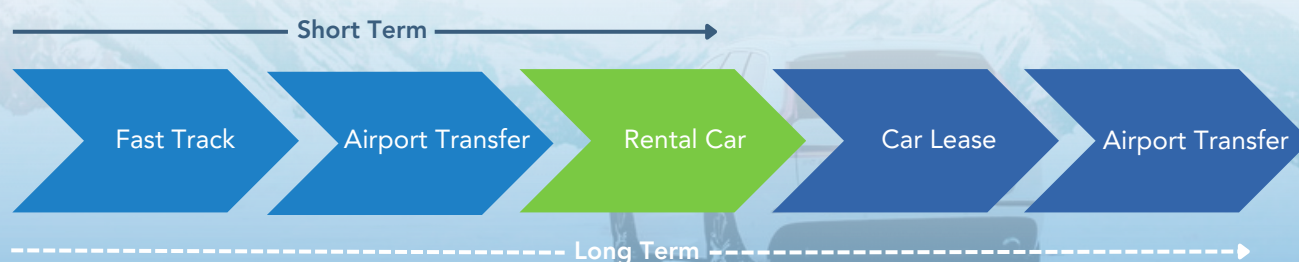 Short Term
Fast Track
Airport Transfer
Rental Car
Car Lease
Airport Transfer
Long Term